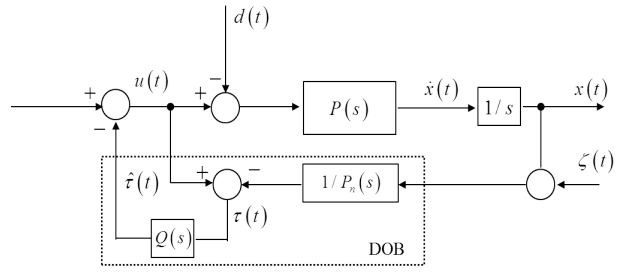 d(t)
−
+
u(t)
+
P(s)
ẋ(t)
1/s
x(t)
−
τ̂(t)
+
−
1/Pₙ(s)
ζ(t)
τ(t)
Q(s)
DOB